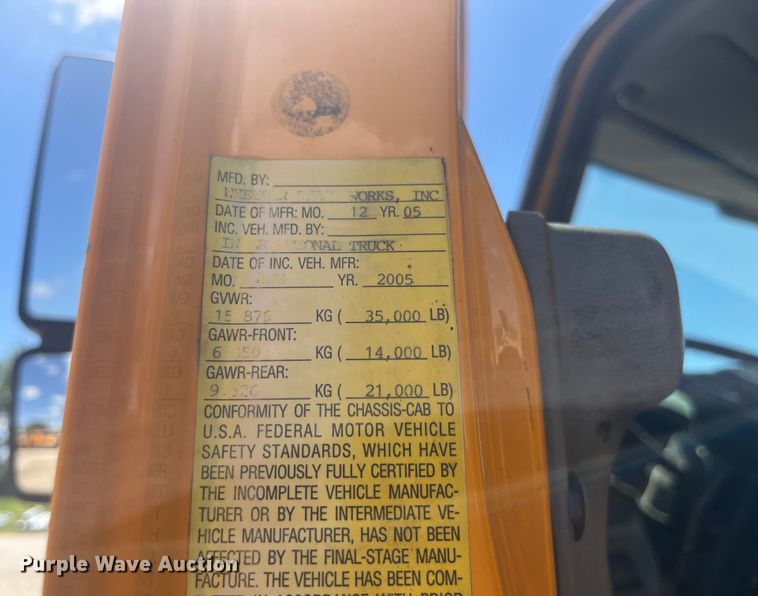 MFD. BY:
WORKS, INC
DATE OF MFR: MO. 12 YR. 05
INC. VEH. MFD. BY:
TRUCK
DATE OF INC. VEH. MFR:
MO. YR. 2005
GVWR:
KG ( 35,000 LB)
GAWR-FRONT:
KG ( 14,000 LB)
GAWR-REAR:
KG ( 21,000 LB)
CONFORMITY OF THE CHASSIS-CAB TO
U.S.A. FEDERAL MOTOR VEHICLE
SAFETY STANDARDS, WHICH HAVE
BEEN PREVIOUSLY FULLY CERTIFIED BY
THE INCOMPLETE VEHICLE MANUFAC-
TURER OR BY THE INTERMEDIATE VE-
HICLE MANUFACTURER, HAS NOT BEEN
AFFECTED BY THE FINAL-STAGE MANU-
FACTURE. THE VEHICLE HAS BEEN COM-
IN ACCORDANCE WITH PRIOR
Purple Wave Auction